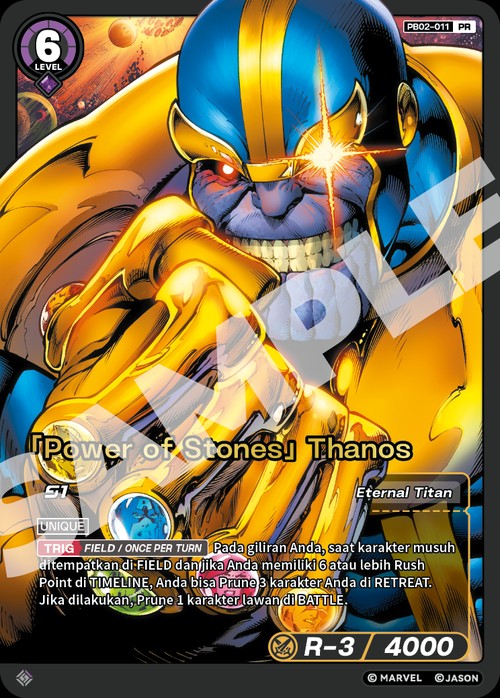 6
LEVEL
PB02-011 PR
SAMPLE
「Power of Stones」 Thanos
S1
Eternal Titan
UNIQUE
TRIG FIELD / ONCE PER TURN Pada giliran Anda, saat karakter musuh
ditempatkan di FIELD dan jika Anda memiliki 6 atau lebih Rush
Point di TIMELINE, Anda bisa Prune 3 karakter Anda di RETREAT.
Jika dilakukan, Prune 1 karakter lawan di BATTLE.
R-3 / 4000
© MARVEL ©JASON